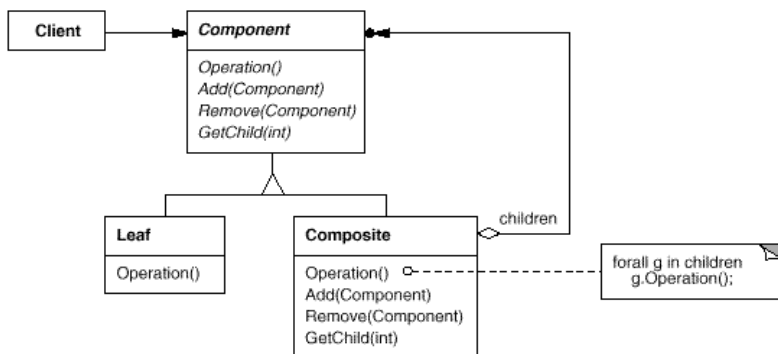 Client
Component
Operation()
Add(Component)
Remove(Component)
GetChild(int)
Leaf
Operation()
Composite
Operation()
Add(Component)
Remove(Component)
GetChild(int)
children
forall g in children
g.Operation();